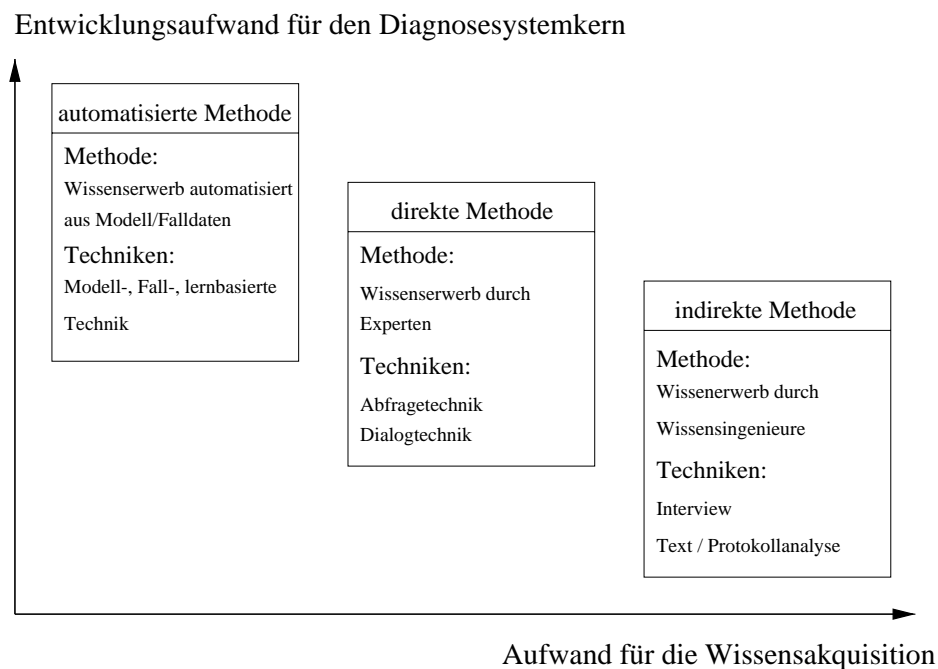 Entwicklungsaufwand für den Diagnosesystemkern
automatisierte Methode
Methode:
Wissenserwerb automatisiert
aus Modell/Falldaten
Techniken:
Modell-, Fall-, lernbasierte
Technik
direkte Methode
Methode:
Wissenserwerb durch
Experten
Techniken:
Abfragetechnik
Dialogtechnik
indirekte Methode
Methode:
Wissenerwerb durch
Wissensingenieure
Techniken:
Interview
Text / Protokollanalyse
Aufwand für die Wissensakquisition